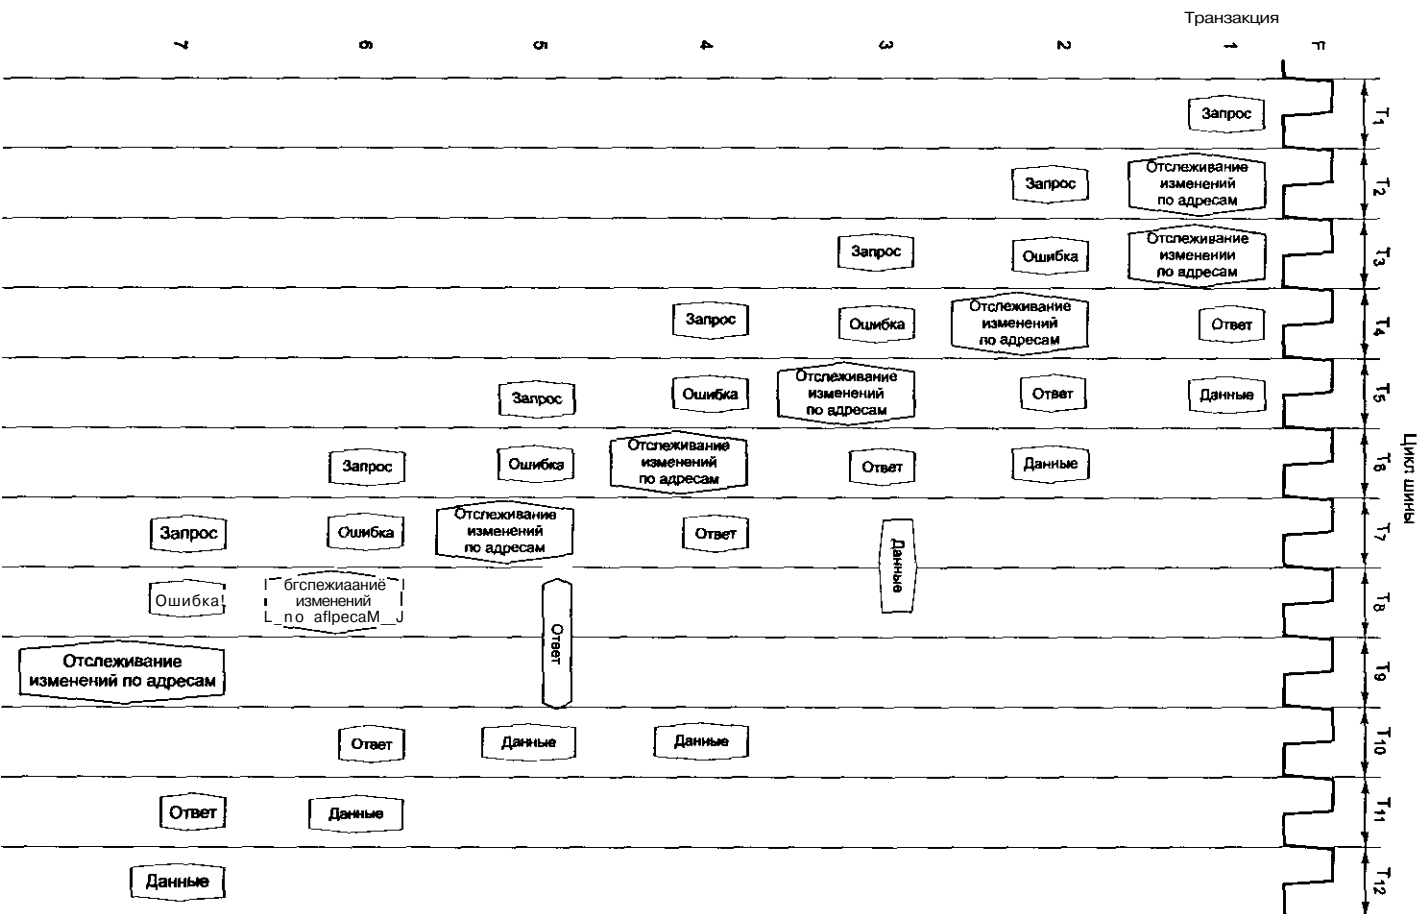 Транзакция
7
6
5
4
3
2
1
F
Запрос
T1
Запрос
Отслеживание
изменений
по адресам
T2
Запрос
Ошибка
Отслеживание
изменении
по адресам
T3
Запрос
Ошибка
Отслеживание
изменений
по адресам
Ответ
T4
Запрос
Ошибка
Отслеживание
изменений
по адресам
Ответ
Данные
T5
Цикл шины
Запрос
Ошибка
Отслеживание
изменений
по адресам
Ответ
Данные
T6
Запрос
Ошибка
Отслеживание
изменений
по адресам
Ответ
Данные
T7
Ошибка!
бгспежиаание
изменений
L_по aflpecaM__J
Ответ
T8
Отслеживание
изменений по адресам
T9
Ответ
Данные
Данные
T10
Ответ
Данные
T11
Данные
T12